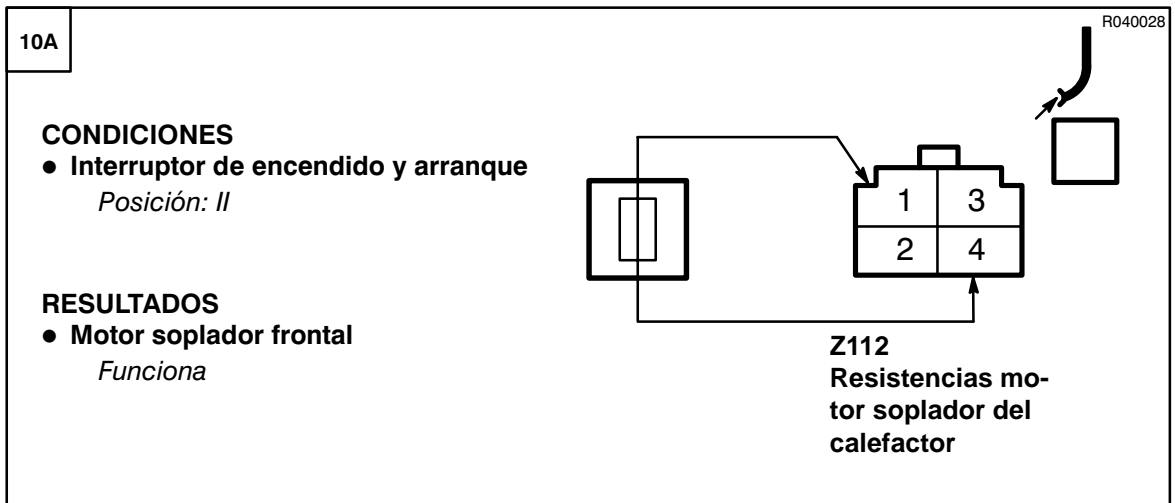 10A
R040028
CONDICIONES
● Interruptor de encendido y arranque
Posición: II
RESULTADOS
● Motor soplador frontal
Funciona
1 3
2 4
Z112
Resistencias mo-
tor soplador del
calefactor